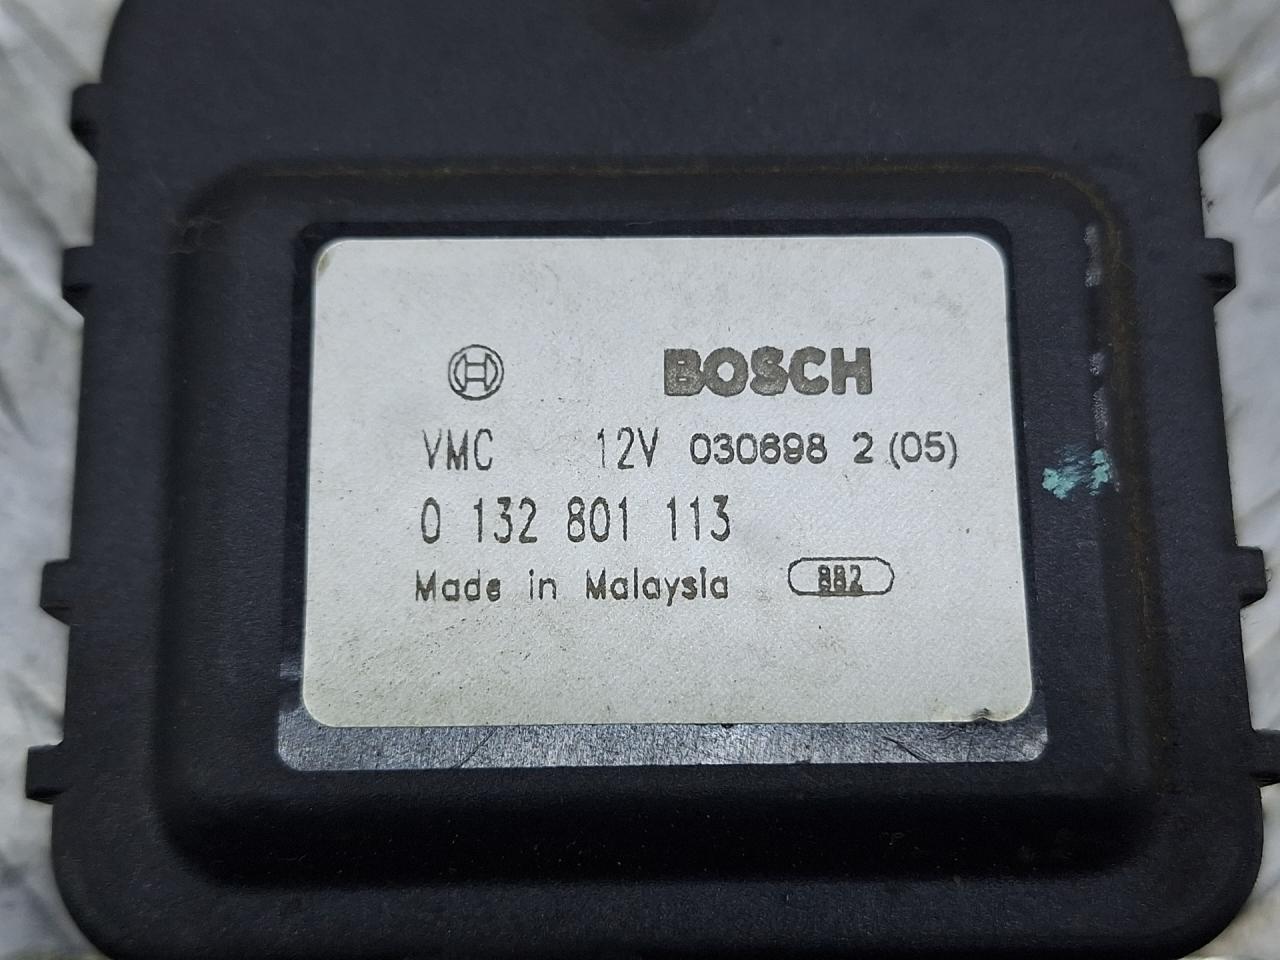 BOSCH
VMC 12V 030698 2 (05)
0 132 801 113
Made in Malaysia 882